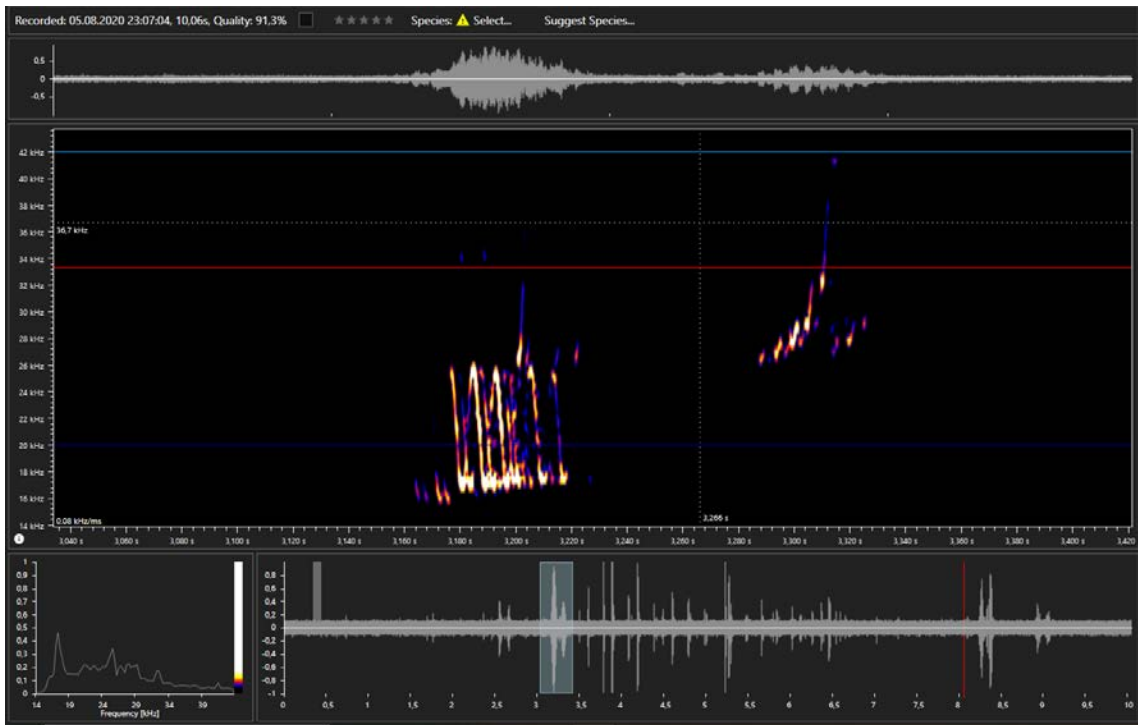 Recorded: 05.08.2020 23:07:04, 10,06s, Quality: 91,3% Species: Select... Suggest Species...
0,5
0
-0,5
42 kHz
40 kHz
38 kHz
36 kHz
36,7 kHz
34 kHz
32 kHz
30 kHz
28 kHz
26 kHz
24 kHz
22 kHz
20 kHz
18 kHz
16 kHz
14 kHz
0,08 kHz/ms 3,266 s
3,040 s 3,060 s 3,080 s 3,100 s 3,120 s 3,140 s 3,160 s 3,180 s 3,200 s 3,220 s 3,240 s 3,260 s 3,280 s 3,300 s 3,320 s 3,340 s 3,360 s 3,380 s 3,400 s 3,420
1
0,9
0,8
0,7
0,6
0,5
0,4
0,3
0,2
0,1
0
14 19 24 29 34 39
Frequency [kHz]
0,8
0,6
0,4
0,2
0
-0,2
-0,4
-0,6
-0,8
-1
0 0,5 1 1,5 2 2,5 3 3,5 4 4,5 5 5,5 6 6,5 7 7,5 8 8,5 9 9,5 10